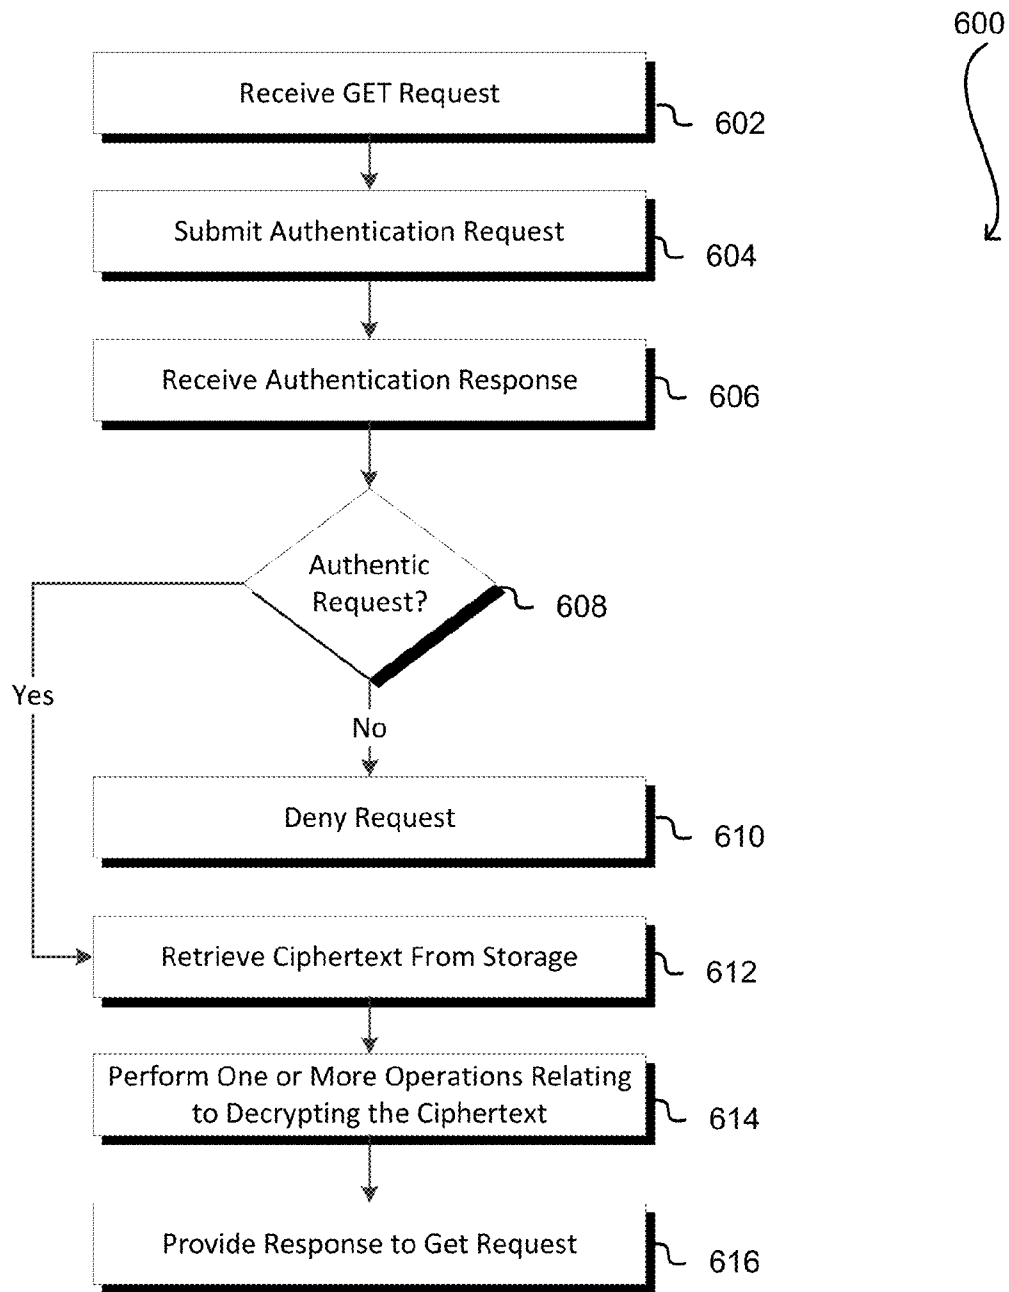 600
Receive GET Request
602
Submit Authentication Request
604
Receive Authentication Response
606
Authentic
Request?
608
Yes
No
Deny Request
610
Retrieve Ciphertext From Storage
612
Perform One or More Operations Relating
to Decrypting the Ciphertext
614
Provide Response to Get Request
616